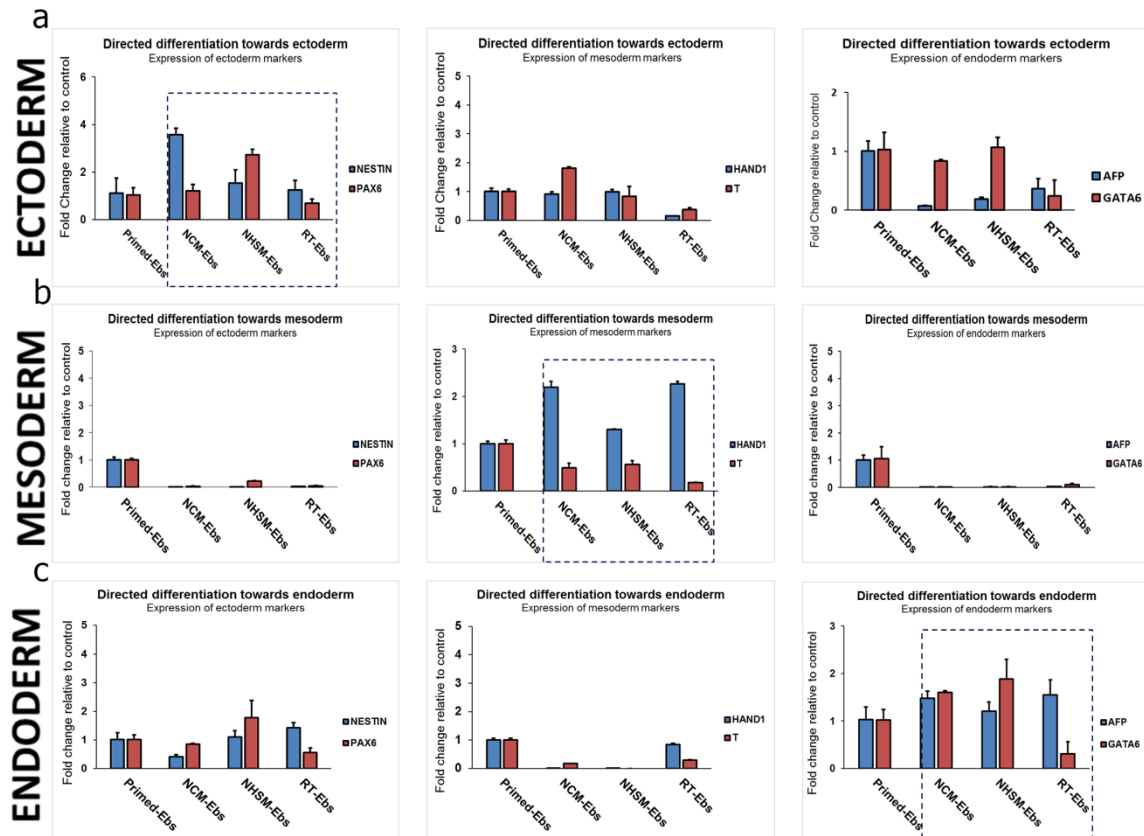 a
ECTODERM
Directed differentiation towards ectoderm
Expression of ectoderm markers
Fold Change relative to control
6
4
2
0
NESTIN
PAX6
Primed-Ebs
NCM-Ebs
NHSM-Ebs
RT-Ebs
Directed differentiation towards ectoderm
Expression of mesoderm markers
Fold Change relative to control
5
4
3
2
1
0
HAND1
T
Primed-Ebs
NCM-Ebs
NHSM-Ebs
RT-Ebs
Directed differentiation towards ectoderm
Expression of endoderm markers
Fold Change relative to control
2
1
0
AFP
GATA6
Primed-Ebs
NCM-Ebs
NHSM-Ebs
RT-Ebs
b
MESODERM
Directed differentiation towards mesoderm
Expression of ectoderm markers
Fold change relative to control
5
4
3
2
1
0
NESTIN
PAX6
Primed-Ebs
NCM-Ebs
NHSM-Ebs
RT-Ebs
Directed differentiation towards mesoderm
Expression of mesoderm markers
Fold change relative to control
3
2
1
0
HAND1
T
Primed-Ebs
NCM-Ebs
NHSM-Ebs
RT-Ebs
Directed differentiation towards mesoderm
Expression of endoderm markers
Fold change relative to control
5
4
3
2
1
0
AFP
GATA6
Primed-Ebs
NCM-Ebs
NHSM-Ebs
RT-Ebs
c
ENDODERM
Directed differentiation towards endoderm
Expression of ectoderm markers
Fold change relative to control
5
4
3
2
1
0
NESTIN
PAX6
Primed-Ebs
NCM-Ebs
NHSM-Ebs
RT-Ebs
Directed differentiation towards endoderm
Expression of mesoderm markers
Fold change relative to control
5
4
3
2
1
0
HAND1
T
Primed-Ebs
NCM-Ebs
NHSM-Ebs
RT-Ebs
Directed differentiation towards endoderm
Expression of endoderm markers
Fold change relative to control
3
2
1
0
AFP
GATA6
Primed-Ebs
NCM-Ebs
NHSM-Ebs
RT-Ebs